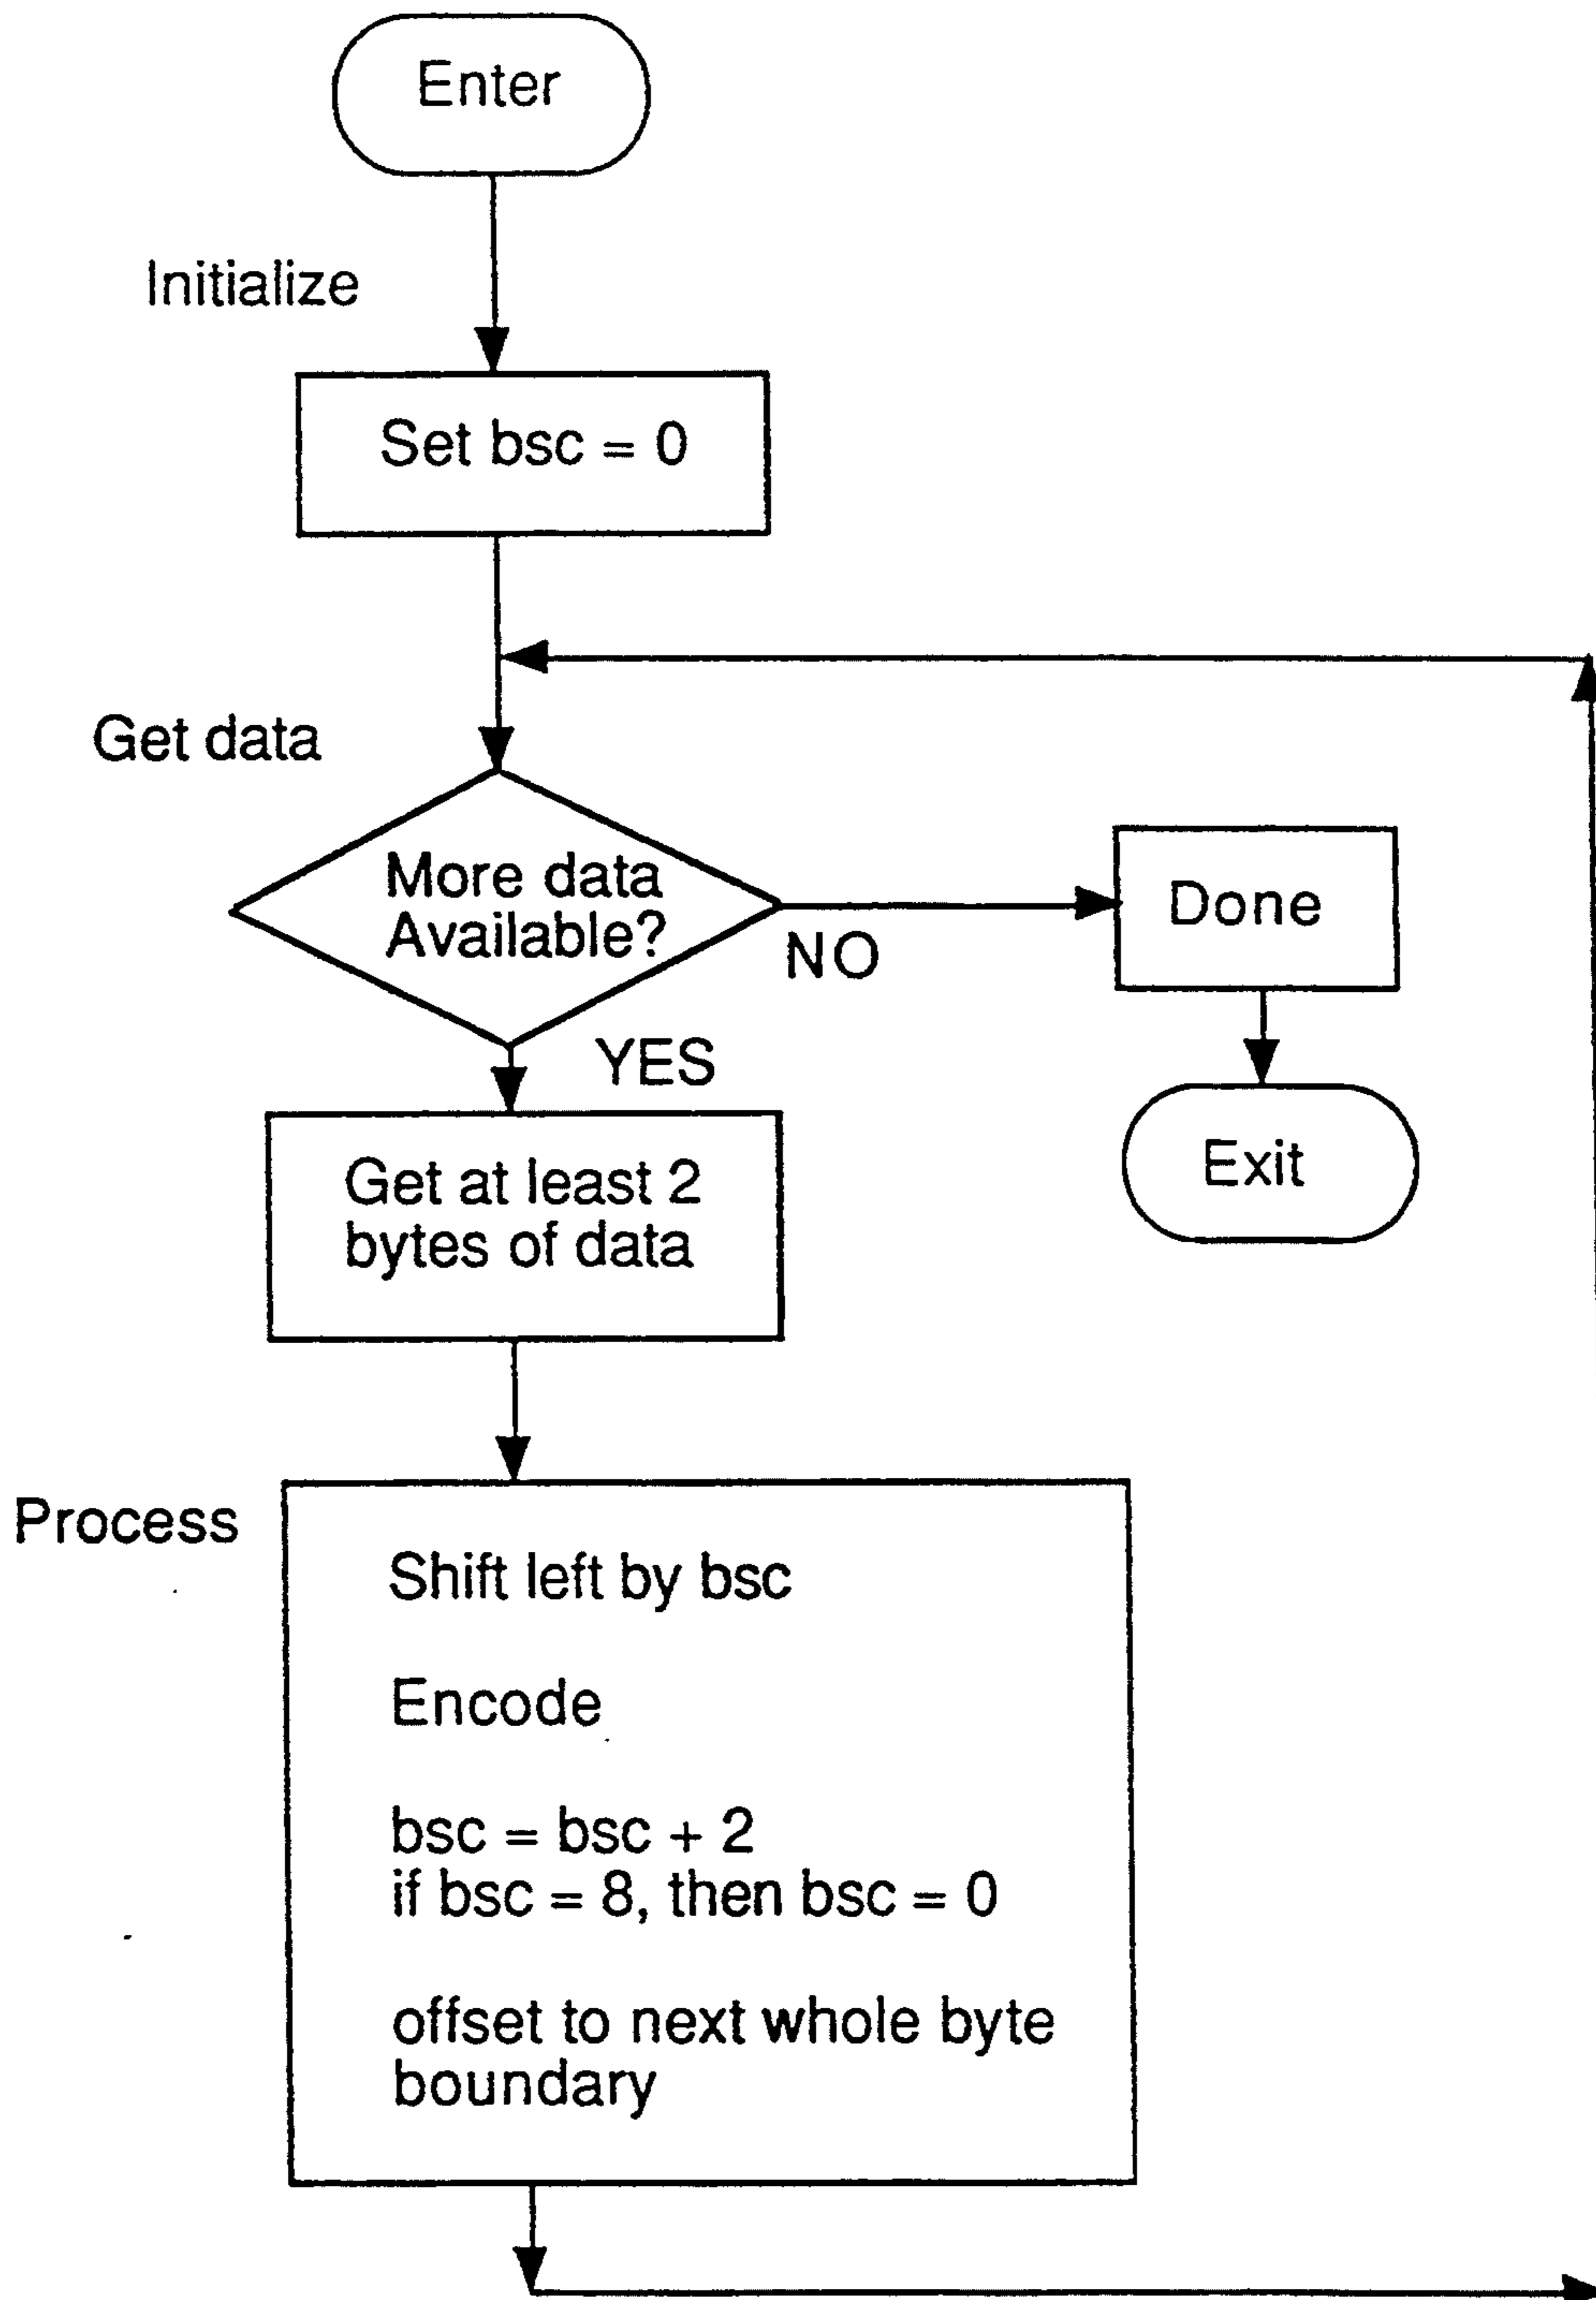 Enter
Initialize
Set bsc = 0
Get data
More data
Available?
NO
Done
YES
Get at least 2
bytes of data
Exit
Process
Shift left by bsc
Encode
bsc = bsc + 2
if bsc = 8, then bsc = 0
offset to next whole byte
boundary